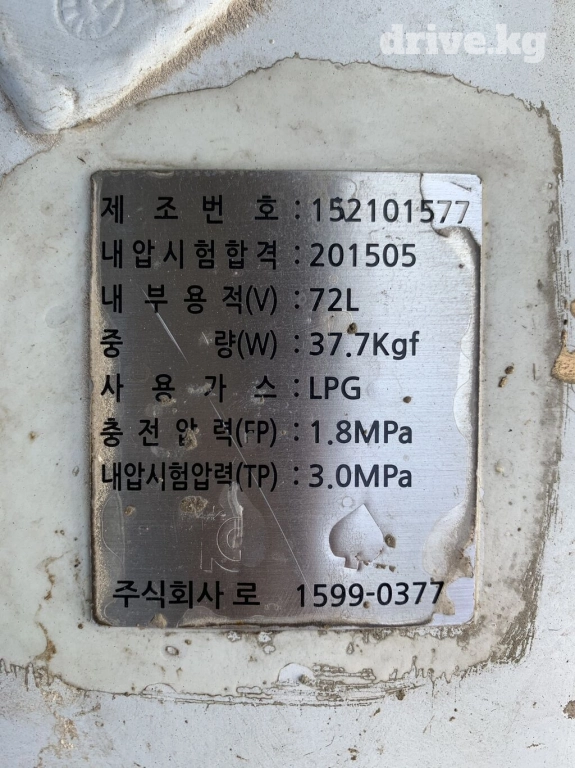 drive.kg
제 조 번 호 : 152101577
내압시험합격 : 201505
내 부 용 적(V) : 72L
중 량(W) : 37.7Kgf
사 용 가 스 : LPG
충 전 압 력(FP) : 1.8MPa
내압시험압력(TP) : 3.0MPa
주식회사 로 1599-0377